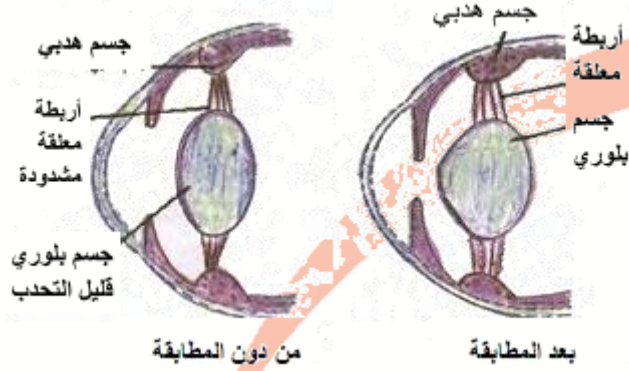 جسم هدبي
أربطة
معلقة
جسم
بلوري
بعد المطابقة
جسم هدبي
أربطة
معلقة
مشدودة
جسم بلوري
قليل التحدب
من دون المطابقة